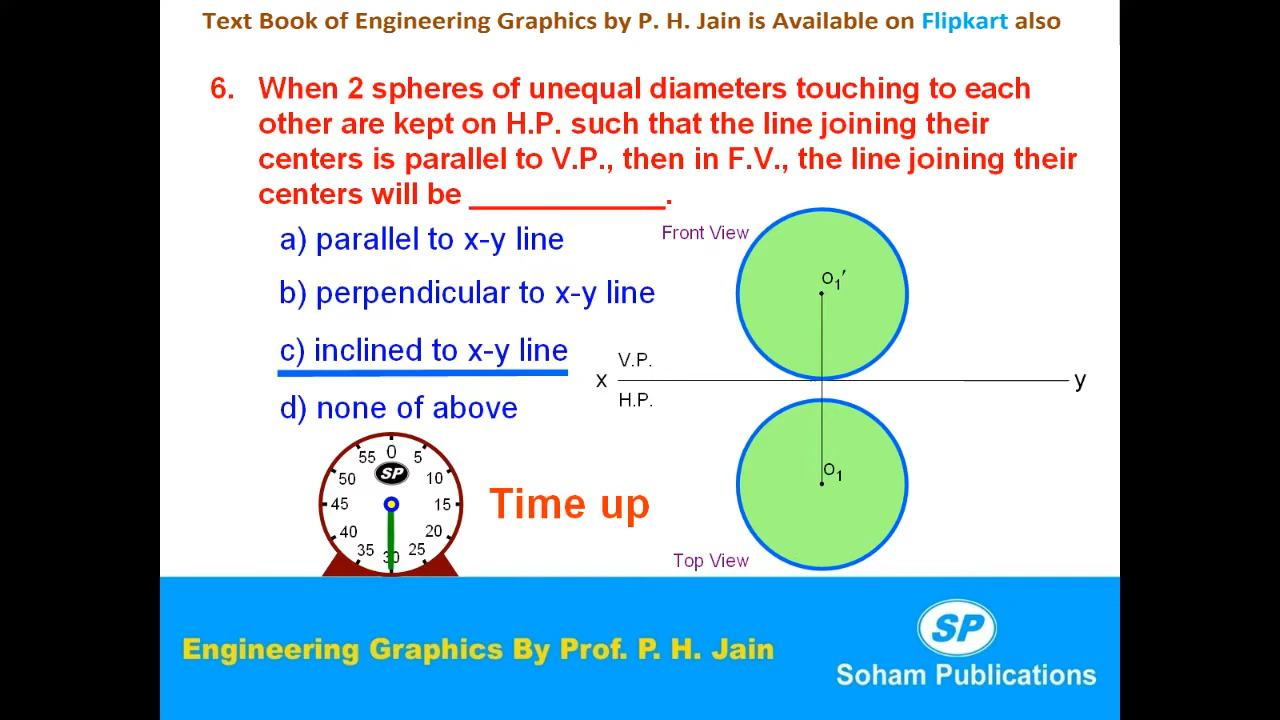 Text Book of Engineering Graphics by P. H. Jain is Available on Flipkart also
6. When 2 spheres of unequal diameters touching to each
other are kept on H.P. such that the line joining their
centers is parallel to V.P., then in F.V., the line joining their
centers will be ____________.
a) parallel to x-y line
b) perpendicular to x-y line
c) inclined to x-y line
d) none of above
Front View
O₁′
V.P.
x
y
H.P.
O₁
Top View
0
5
10
15
20
25
30
35
40
45
50
55
SP
Time up
Engineering Graphics By Prof. P. H. Jain
SP
Soham Publications